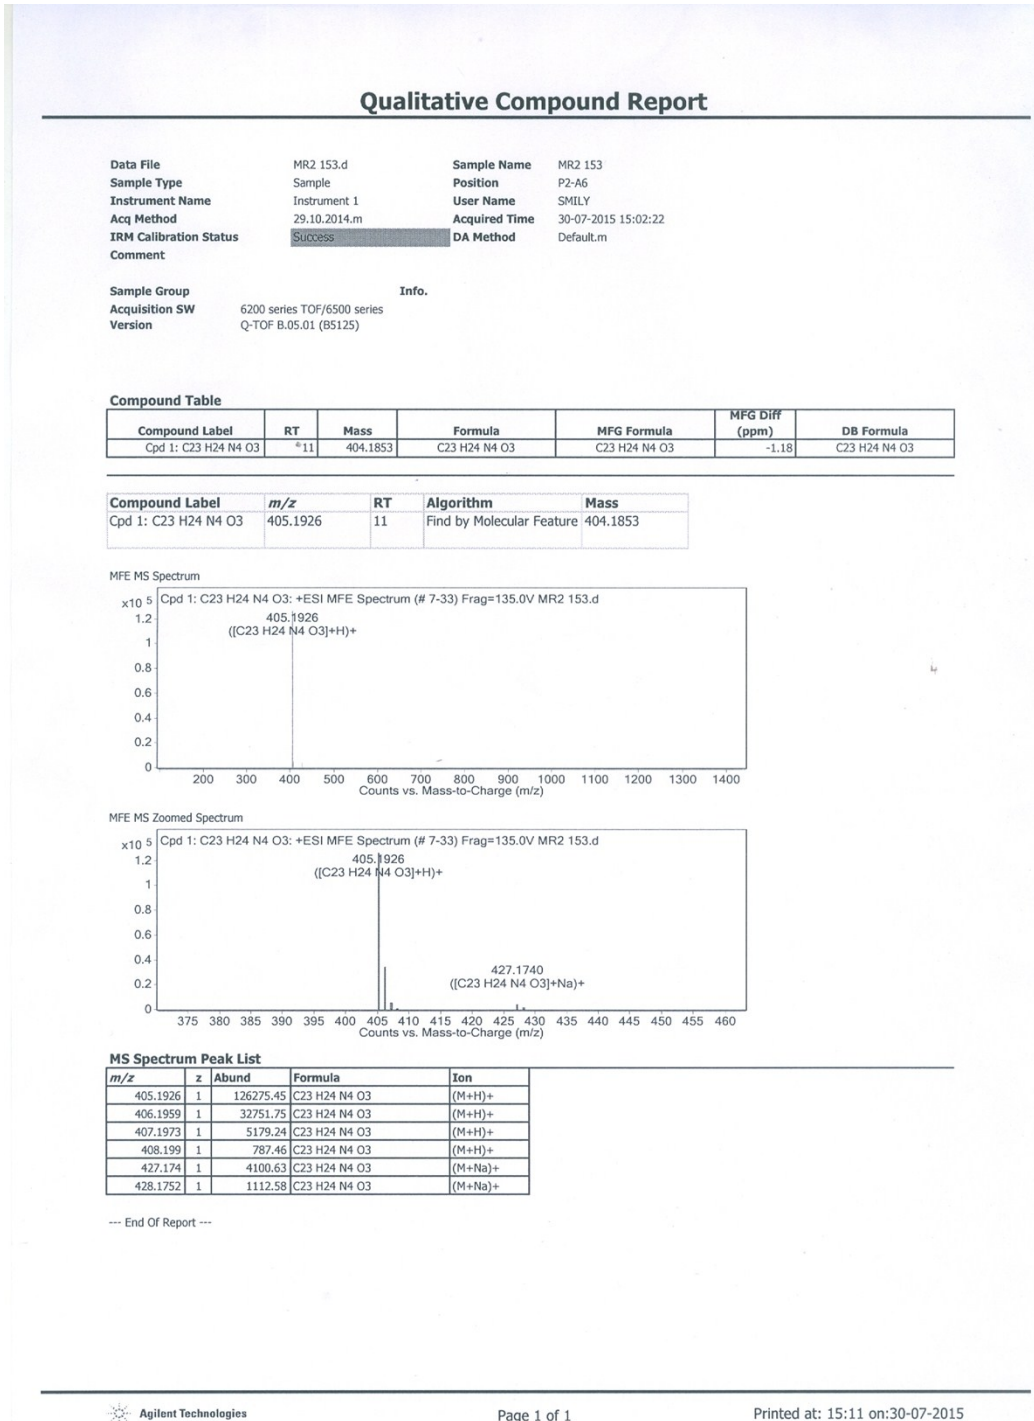 Qualitative Compound Report
Data File MR2 153.d Sample Name MR2 153
Sample Type Sample Position P2-A6
Instrument Name Instrument 1 User Name SMILY
Acq Method 29.10.2014.m Acquired Time 30-07-2015 15:02:22
IRM Calibration Status Success DA Method Default.m
Comment
Sample Group Info.
Acquisition SW 6200 series TOF/6500 series
Version Q-TOF B.05.01 (B5125)
Compound Table
Compound Label RT Mass Formula MFG Formula MFG Diff (ppm) DB Formula
Cpd 1: C23 H24 N4 O3 11 404.1853 C23 H24 N4 O3 C23 H24 N4 O3 -1.18 C23 H24 N4 O3
Compound Label m/z RT Algorithm Mass
Cpd 1: C23 H24 N4 O3 405.1926 11 Find by Molecular Feature 404.1853
MFE MS Spectrum
x10 5 Cpd 1: C23 H24 N4 O3: +ESI MFE Spectrum (# 7-33) Frag=135.0V MR2 153.d
1.2
405.1926
([C23 H24 N4 O3]+H)+
1
0.8
0.6
0.4
0.2
0
200 300 400 500 600 700 800 900 1000 1100 1200 1300 1400
Counts vs. Mass-to-Charge (m/z)
MFE MS Zoomed Spectrum
x10 5 Cpd 1: C23 H24 N4 O3: +ESI MFE Spectrum (# 7-33) Frag=135.0V MR2 153.d
1.2
405.1926
([C23 H24 N4 O3]+H)+
1
0.8
0.6
0.4
427.1740
0.2
([C23 H24 N4 O3]+Na)+
0
375 380 385 390 395 400 405 410 415 420 425 430 435 440 445 450 455 460
Counts vs. Mass-to-Charge (m/z)
MS Spectrum Peak List
m/z z Abund Formula Ion
405.1926 1 126275.45 C23 H24 N4 O3 (M+H)+
406.1959 1 32751.75 C23 H24 N4 O3 (M+H)+
407.1973 1 5179.24 C23 H24 N4 O3 (M+H)+
408.199 1 787.46 C23 H24 N4 O3 (M+H)+
427.174 1 4100.63 C23 H24 N4 O3 (M+Na)+
428.1752 1 1112.58 C23 H24 N4 O3 (M+Na)+
--- End Of Report ---
Agilent Technologies Page 1 of 1 Printed at: 15:11 on:30-07-2015